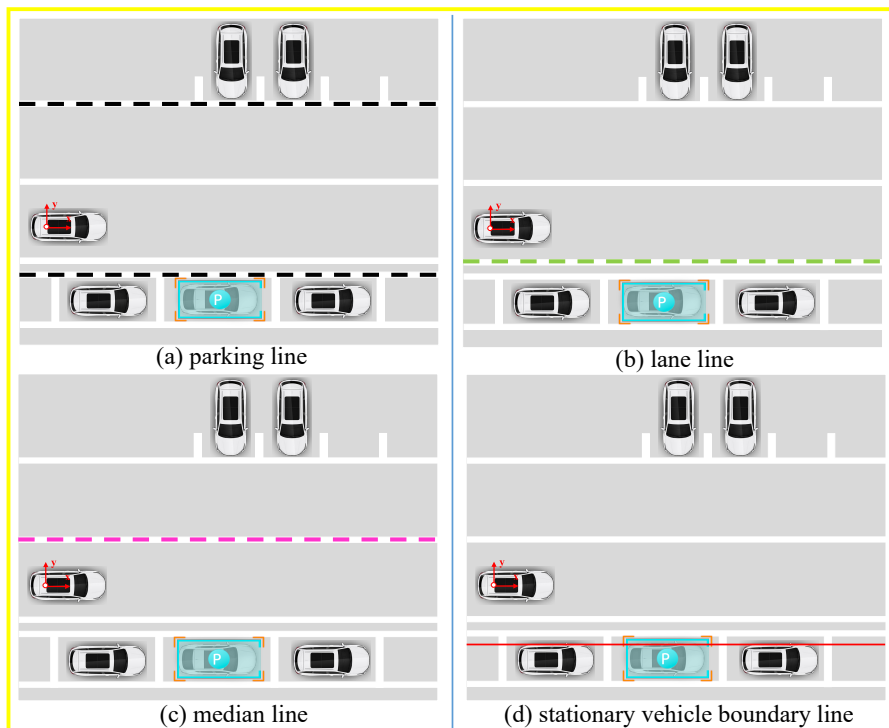 y
x
P
(a) parking line
y
x
P
(b) lane line
y
x
P
(c) median line
y
x
P
(d) stationary vehicle boundary line